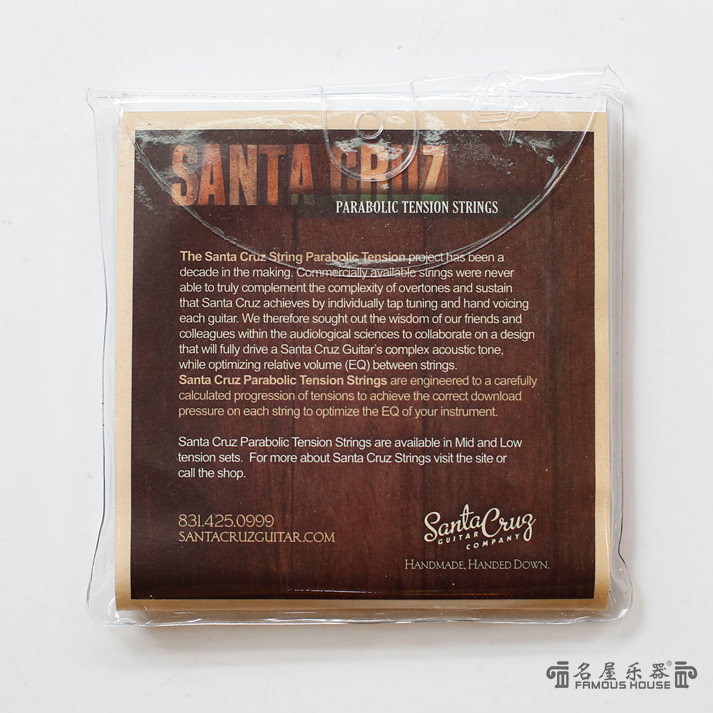 SANTA CRUZ
PARABOLIC TENSION STRINGS
The Santa Cruz String Parabolic Tension project has been a
decade in the making. Commercially available strings were never
able to truly complement the complexity of overtones and sustain
that Santa Cruz achieves by individually tap tuning and hand voicing
each guitar. We therefore sought out the wisdom of our friends and
colleagues within the audiological sciences to collaborate on a design
that will fully drive a Santa Cruz Guitar's complex acoustic tone,
while optimizing relative volume (EQ) between strings.
Santa Cruz Parabolic Tension Strings are engineered to a carefully
calculated progression of tensions to achieve the correct download
pressure on each string to optimize the EQ of your instrument.
Santa Cruz Parabolic Tension Strings are available in Mid and Low
tension sets. For more about Santa Cruz Strings visit the site or
call the shop.
831.425.0999
SANTACRUZGUITAR.COM
Santa Cruz
GUITAR
COMPANY
HANDMADE, HANDED DOWN.
名屋乐器®
FAMOUS HOUSE